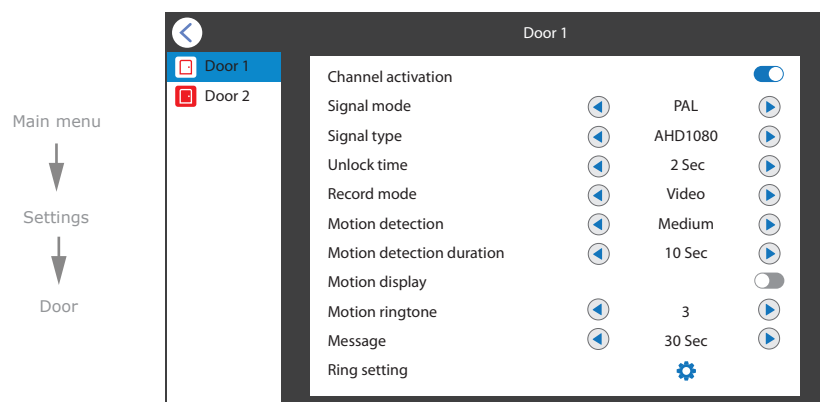 Main menu
Settings
Door
Door 1
Door 1
Door 2
Channel activation
Signal mode PAL
Signal type AHD1080
Unlock time 2 Sec
Record mode Video
Motion detection Medium
Motion detection duration 10 Sec
Motion display
Motion ringtone 3
Message 30 Sec
Ring setting